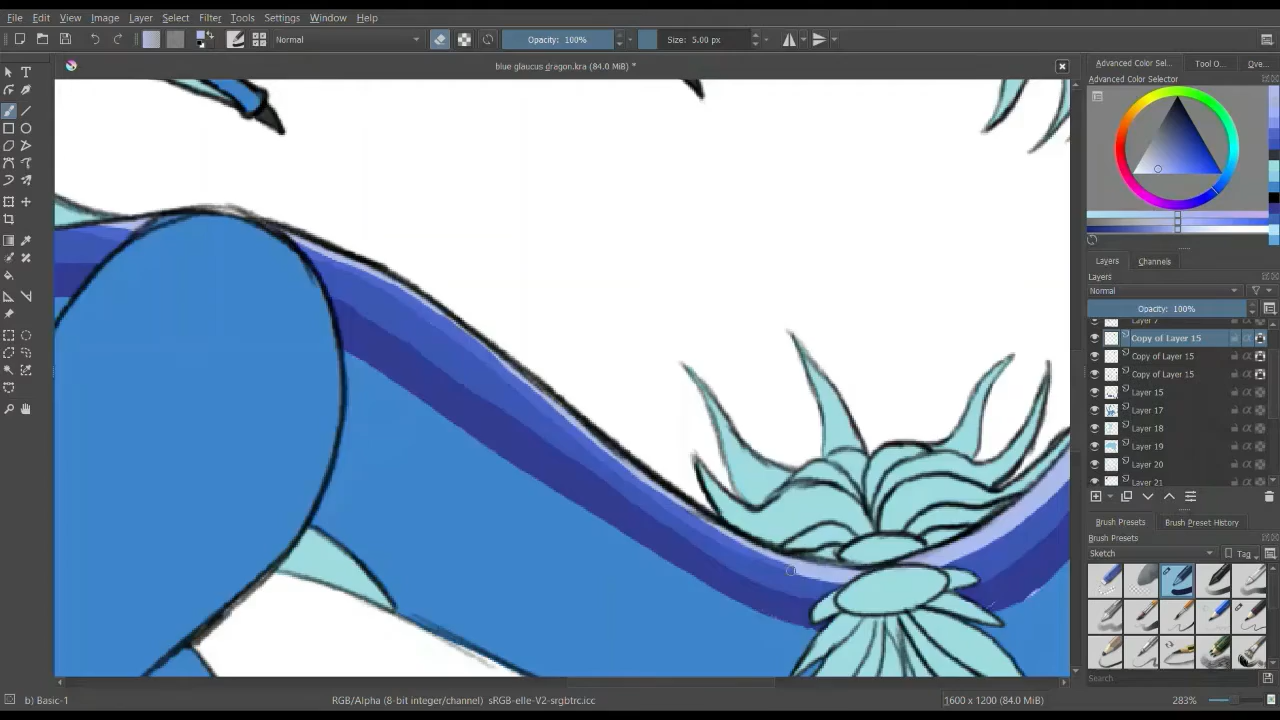 File Edit View Image Layer Select Filter Tools Settings Window Help
Normal Opacity: 100% Size: 5.00 px
blue glaucus dragon.kra (84.0 MiB) *
Advanced Color Sel... Tool O... Ove...
Advanced Color Selector
Layers Channels
Layers
Normal
Opacity: 100%
Layer 7
Copy of Layer 15
Copy of Layer 15
Copy of Layer 15
Layer 15
Layer 17
Layer 18
Layer 19
Layer 20
Layer 21
Brush Presets Brush Preset History
Brush Presets
Sketch Tag
Search
b) Basic-1 RGB/Alpha (8-bit integer/channel) sRGB-elle-V2-srgbtrc.icc 1600 x 1200 (84.0 MiB) 283%